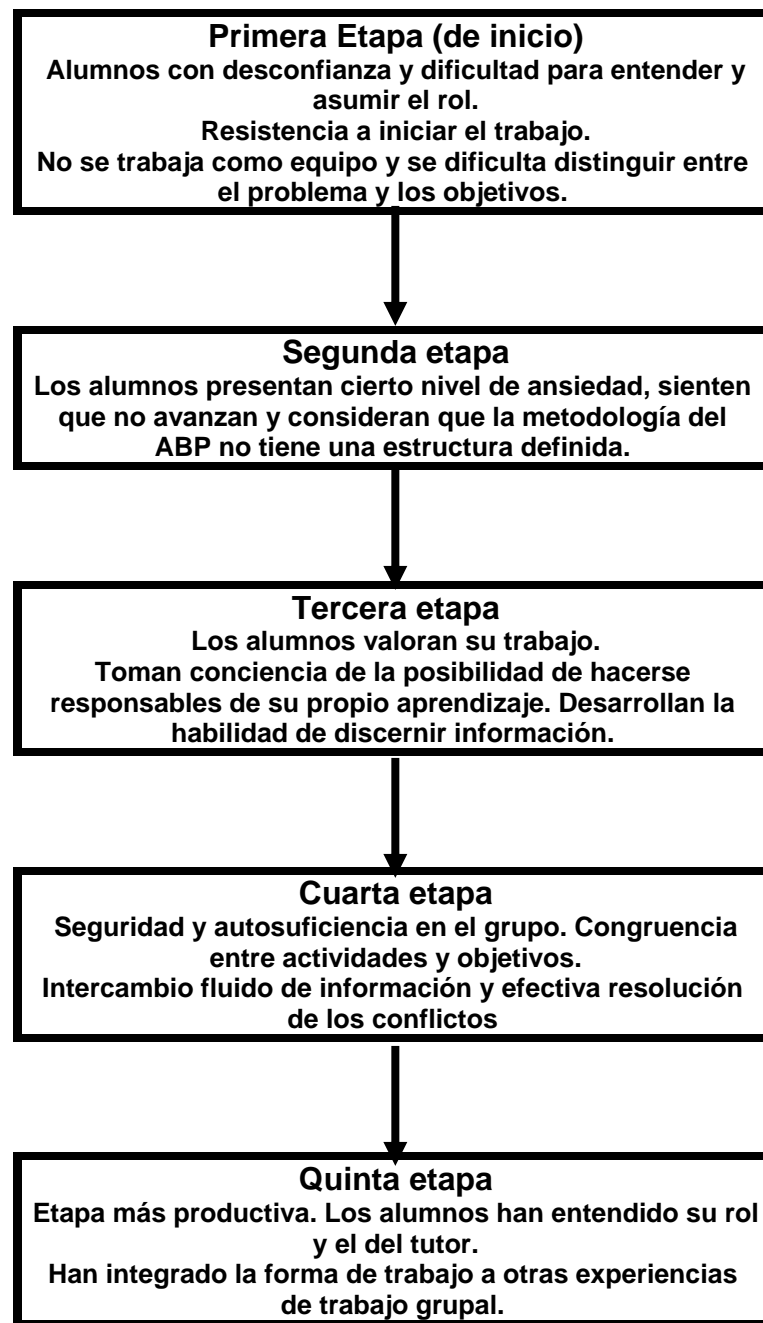 Primera Etapa (de inicio)
Alumnos con desconfianza y dificultad para entender y
asumir el rol.
Resistencia a iniciar el trabajo.
No se trabaja como equipo y se dificulta distinguir entre
el problema y los objetivos.
Segunda etapa
Los alumnos presentan cierto nivel de ansiedad, sienten
que no avanzan y consideran que la metodología del
ABP no tiene una estructura definida.
Tercera etapa
Los alumnos valoran su trabajo.
Toman conciencia de la posibilidad de hacerse
responsables de su propio aprendizaje. Desarrollan la
habilidad de discernir información.
Cuarta etapa
Seguridad y autosuficiencia en el grupo. Congruencia
entre actividades y objetivos.
Intercambio fluido de información y efectiva resolución
de los conflictos
Quinta etapa
Etapa más productiva. Los alumnos han entendido su rol
y el del tutor.
Han integrado la forma de trabajo a otras experiencias
de trabajo grupal.